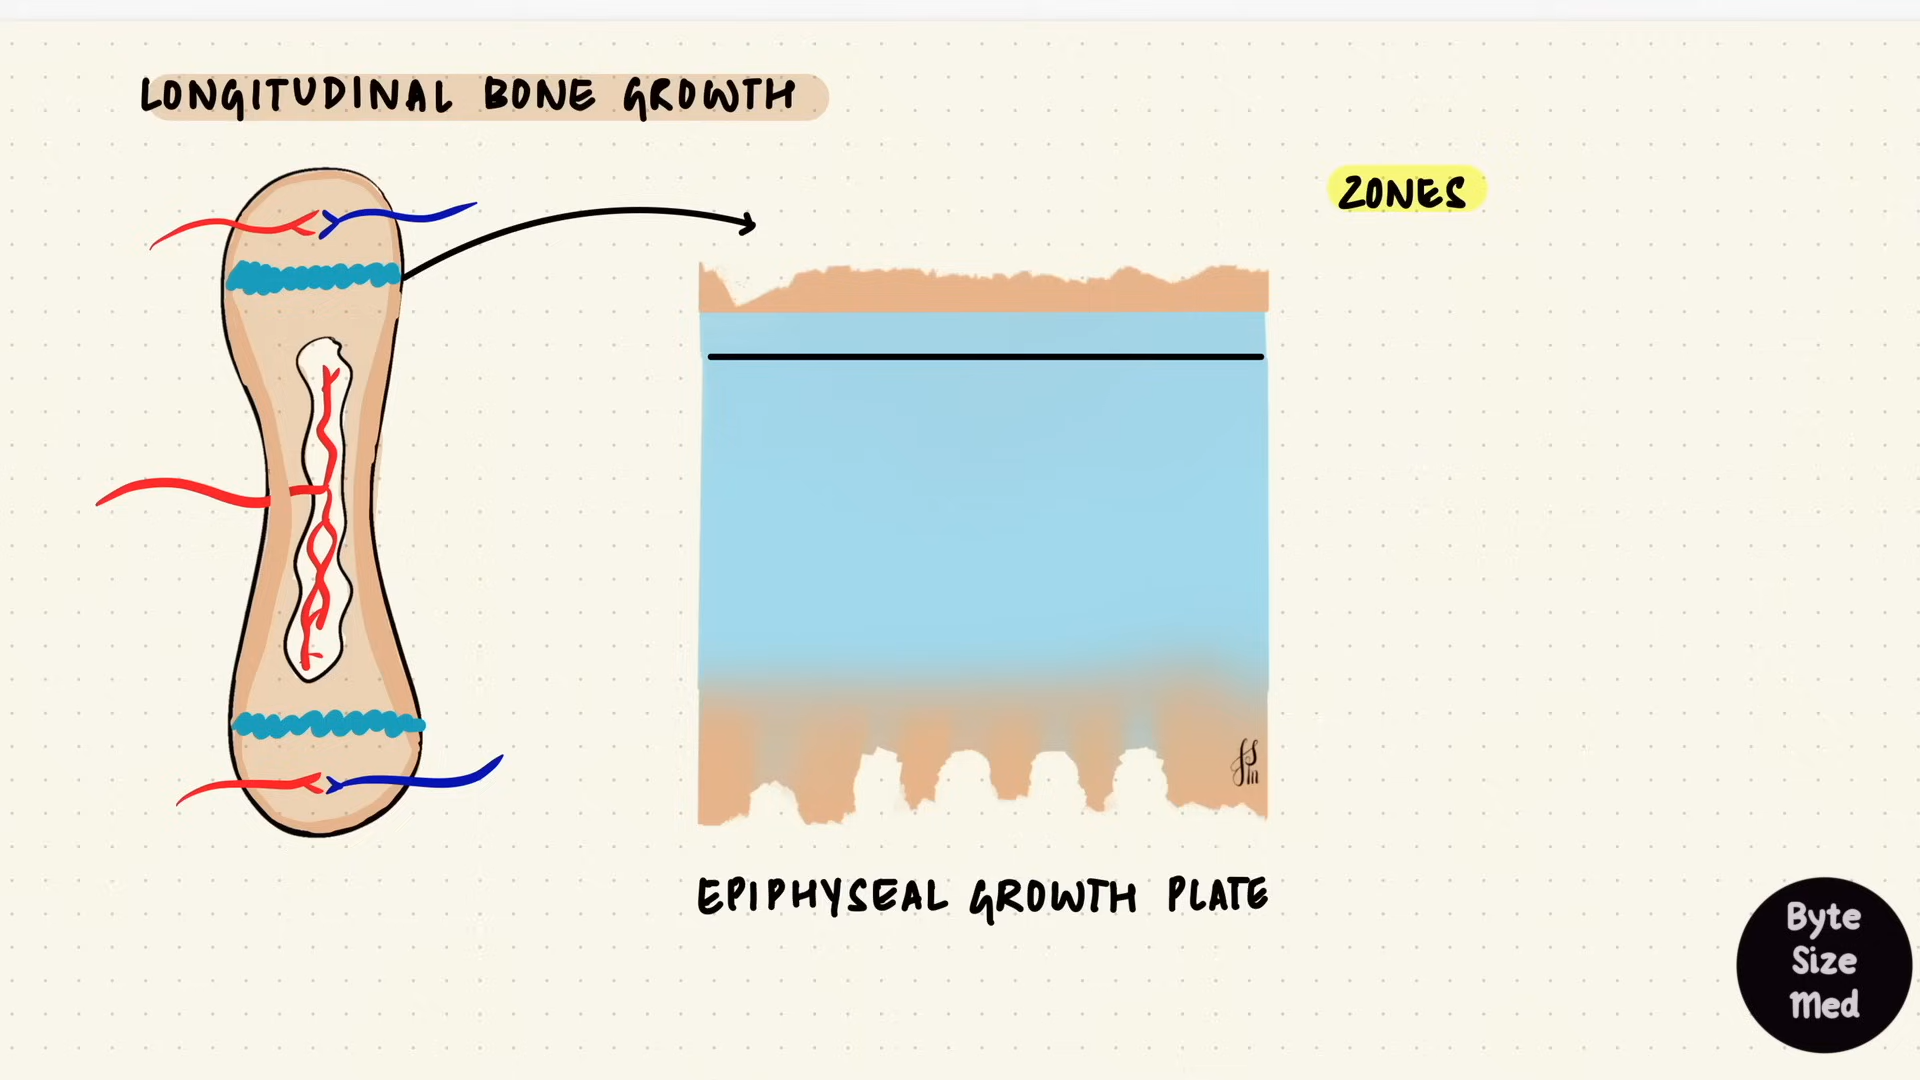 LONGITUDINAL BONE GROWTH
ZONES
EPIPHYSEAL GROWTH PLATE
Byte
Size
Med